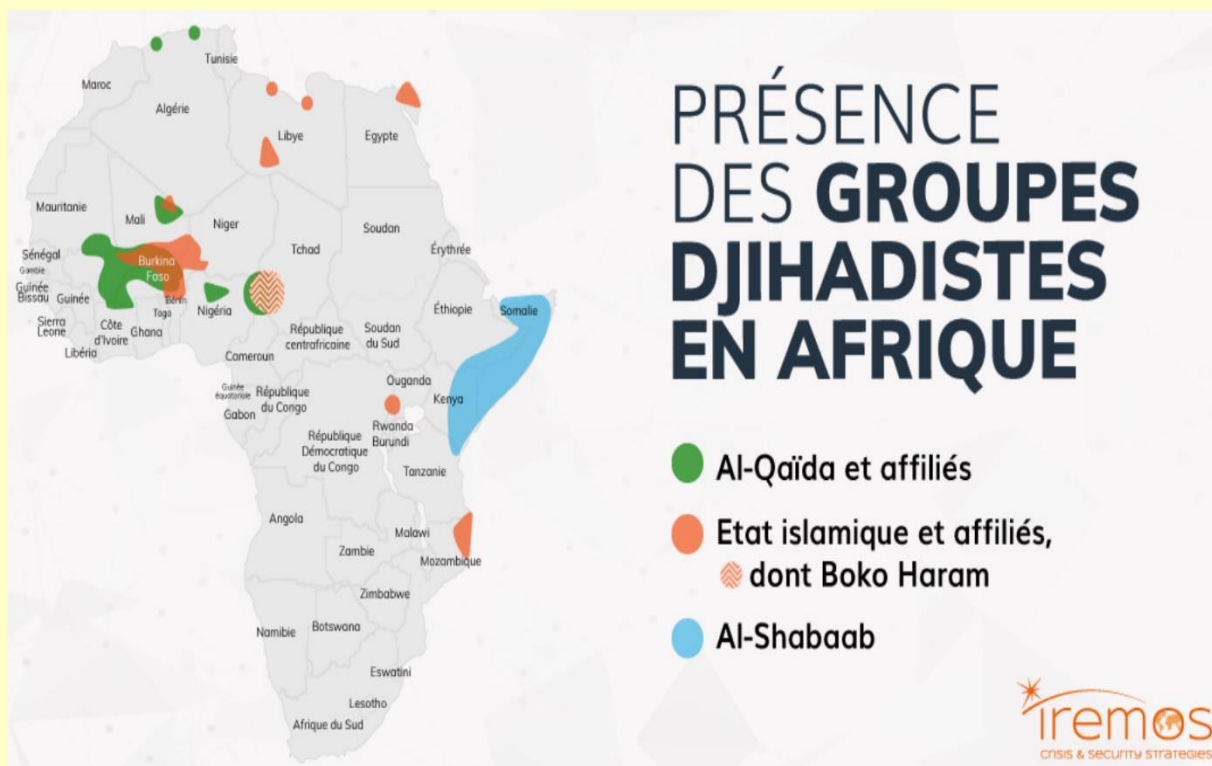 Tunisie
Maroc
Algérie
Libye
Egypte
Mauritanie
Mali
Niger
Tchad
Soudan
Érythrée
Sénégal
Gambie
Guinée
Bissau
Guinée
Burkina
Faso
Bénin
Togo
Nigéria
Sierra
Leone
Libéria
Côte
d'Ivoire
Ghana
Cameroun
République
centrafricaine
Soudan
du Sud
Éthiopie
Somalie
Guinée
équatoriale
Gabon
République
du Congo
Ouganda
Kenya
Rwanda
Burundi
République
Démocratique
du Congo
Tanzanie
Angola
Zambie
Malawi
Mozambique
Zimbabwe
Namibie
Botswana
Eswatini
Lesotho
Afrique du Sud
PRÉSENCE
DES GROUPES
DJIHADISTES
EN AFRIQUE
Al-Qaïda et affiliés
Etat islamique et affiliés,
dont Boko Haram
Al-Shabaab
iremos
CRISIS & SECURITY STRATEGIES